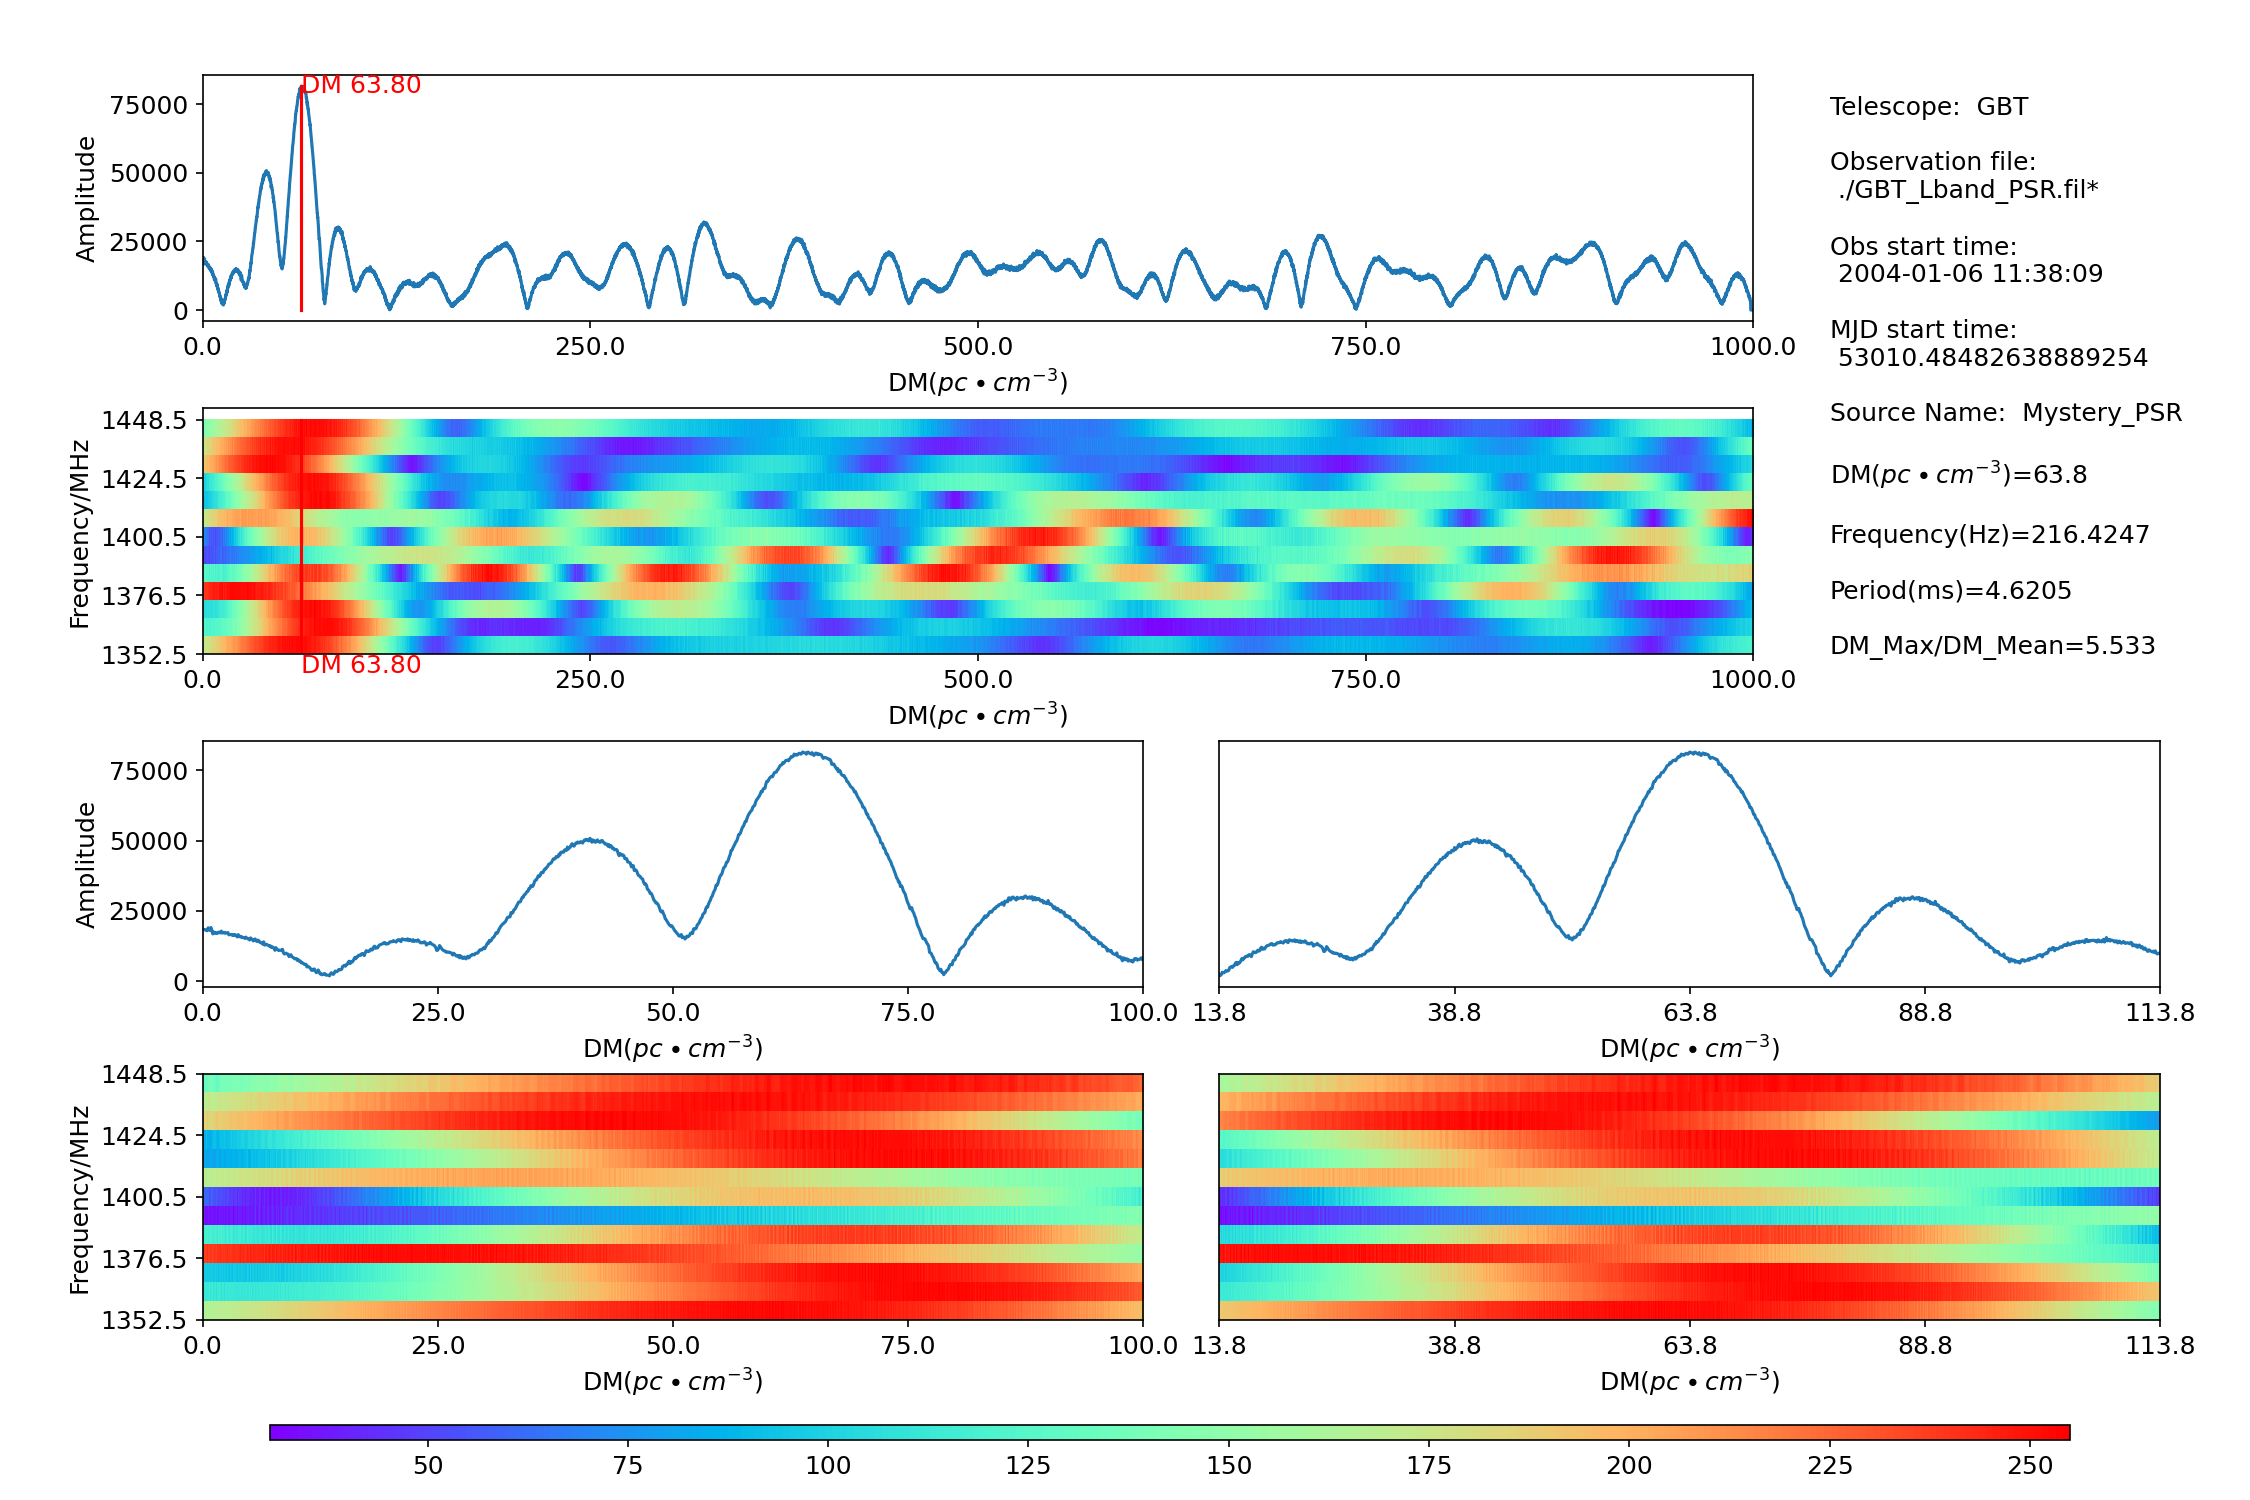 DM 63.80
75000
50000
25000
0
Amplitude
0.0 250.0 500.0 750.0 1000.0
DM(pc • cm⁻³)
Telescope:  GBT
Observation file:
./GBT_Lband_PSR.fil*
Obs start time:
2004-01-06 11:38:09
MJD start time:
53010.48482638889254
Source Name:  Mystery_PSR
DM(pc • cm⁻³)=63.8
Frequency(Hz)=216.4247
Period(ms)=4.6205
DM_Max/DM_Mean=5.533
1448.5
1424.5
1400.5
1376.5
1352.5
Frequency/MHz
DM 63.80
0.0 250.0 500.0 750.0 1000.0
DM(pc • cm⁻³)
75000
50000
25000
0
Amplitude
0.0 25.0 50.0 75.0 100.0
DM(pc • cm⁻³)
13.8 38.8 63.8 88.8 113.8
DM(pc • cm⁻³)
1448.5
1424.5
1400.5
1376.5
1352.5
Frequency/MHz
0.0 25.0 50.0 75.0 100.0
DM(pc • cm⁻³)
13.8 38.8 63.8 88.8 113.8
DM(pc • cm⁻³)
50 75 100 125 150 175 200 225 250